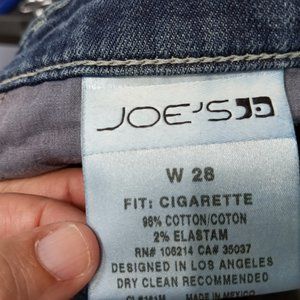 JOE'S
W 28
FIT: CIGARETTE
98% COTTON/COTON
2% ELASTAM
RN# 106214 CA# 35037
DESIGNED IN LOS ANGELES
DRY CLEAN RECOMMENDED
MADE IN MEXICO